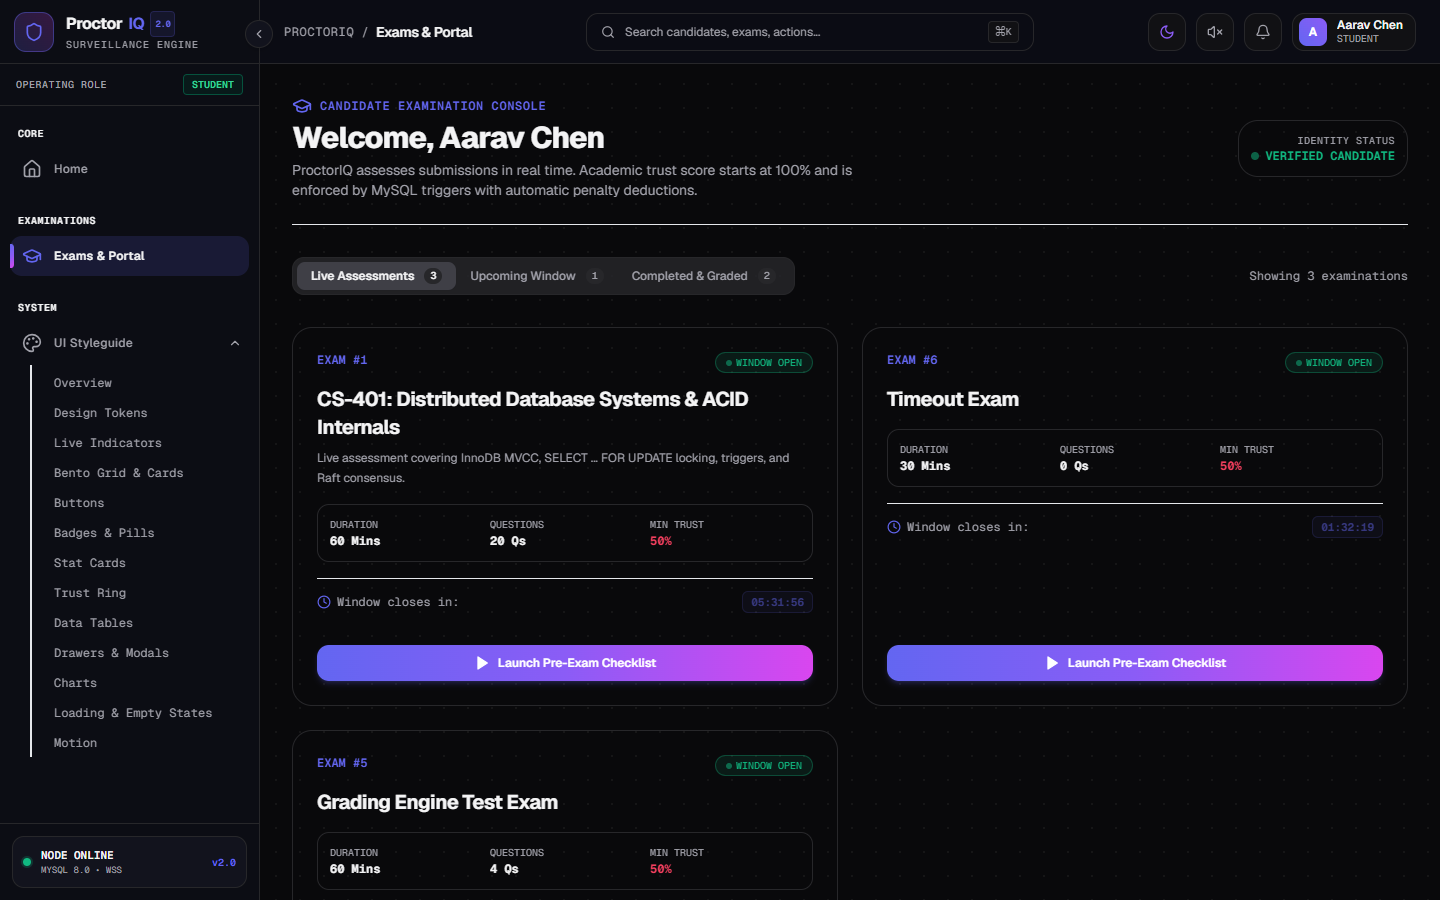 Proctor IQ 2.0
SURVEILLANCE ENGINE
PROCTORIQ / Exams & Portal
Search candidates, exams, actions... ⌘K
A
Aarav Chen
STUDENT
OPERATING ROLE STUDENT
CORE
Home
EXAMINATIONS
Exams & Portal
SYSTEM
UI Styleguide
Overview
Design Tokens
Live Indicators
Bento Grid & Cards
Buttons
Badges & Pills
Stat Cards
Trust Ring
Data Tables
Drawers & Modals
Charts
Loading & Empty States
Motion
NODE ONLINE
MYSQL 8.0 • WSS
v2.0
CANDIDATE EXAMINATION CONSOLE
Welcome, Aarav Chen
ProctorIQ assesses submissions in real time. Academic trust score starts at 100% and is
enforced by MySQL triggers with automatic penalty deductions.
IDENTITY STATUS
VERIFIED CANDIDATE
Live Assessments 3 Upcoming Window 1 Completed & Graded 2
Showing 3 examinations
EXAM #1 WINDOW OPEN
CS-401: Distributed Database Systems & ACID
Internals
Live assessment covering InnoDB MVCC, SELECT ... FOR UPDATE locking, triggers, and
Raft consensus.
DURATION QUESTIONS MIN TRUST
60 Mins 20 Qs 50%
Window closes in: 05:31:56
Launch Pre-Exam Checklist
EXAM #6 WINDOW OPEN
Timeout Exam
DURATION QUESTIONS MIN TRUST
30 Mins 0 Qs 50%
Window closes in: 01:32:19
Launch Pre-Exam Checklist
EXAM #5 WINDOW OPEN
Grading Engine Test Exam
DURATION QUESTIONS MIN TRUST
60 Mins 4 Qs 50%